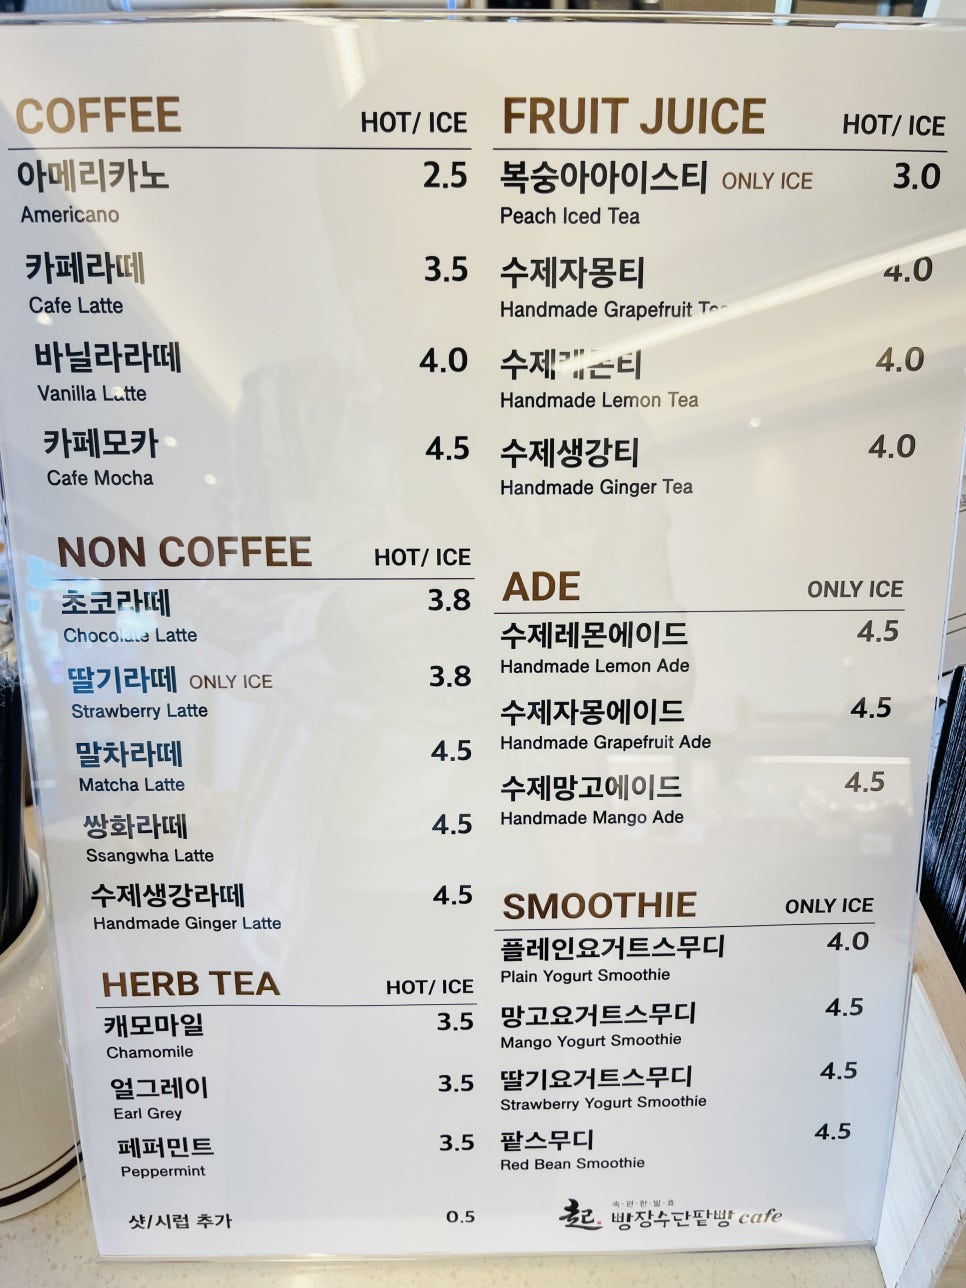 COFFEE HOT/ ICE
아메리카노 2.5
Americano
카페라떼 3.5
Cafe Latte
바닐라라떼 4.0
Vanilla Latte
카페모카 4.5
Cafe Mocha
NON COFFEE HOT/ ICE
초코라떼 3.8
Chocolate Latte
딸기라떼 ONLY ICE 3.8
Strawberry Latte
말차라떼 4.5
Matcha Latte
쌍화라떼 4.5
Ssangwha Latte
수제생강라떼 4.5
Handmade Ginger Latte
HERB TEA HOT/ ICE
캐모마일 3.5
Chamomile
얼그레이 3.5
Earl Grey
페퍼민트 3.5
Peppermint
샷/시럽 추가 0.5
FRUIT JUICE HOT/ ICE
복숭아아이스티 ONLY ICE 3.0
Peach Iced Tea
수제자몽티 4.0
Handmade Grapefruit Tea
수제레몬티 4.0
Handmade Lemon Tea
수제생강티 4.0
Handmade Ginger Tea
ADE ONLY ICE
수제레몬에이드 4.5
Handmade Lemon Ade
수제자몽에이드 4.5
Handmade Grapefruit Ade
수제망고에이드 4.5
Handmade Mango Ade
SMOOTHIE ONLY ICE
플레인요거트스무디 4.0
Plain Yogurt Smoothie
망고요거트스무디 4.5
Mango Yogurt Smoothie
딸기요거트스무디 4.5
Strawberry Yogurt Smoothie
팥스무디 4.5
Red Bean Smoothie
속·편·한·발·효
빵장수단팥빵 cafe